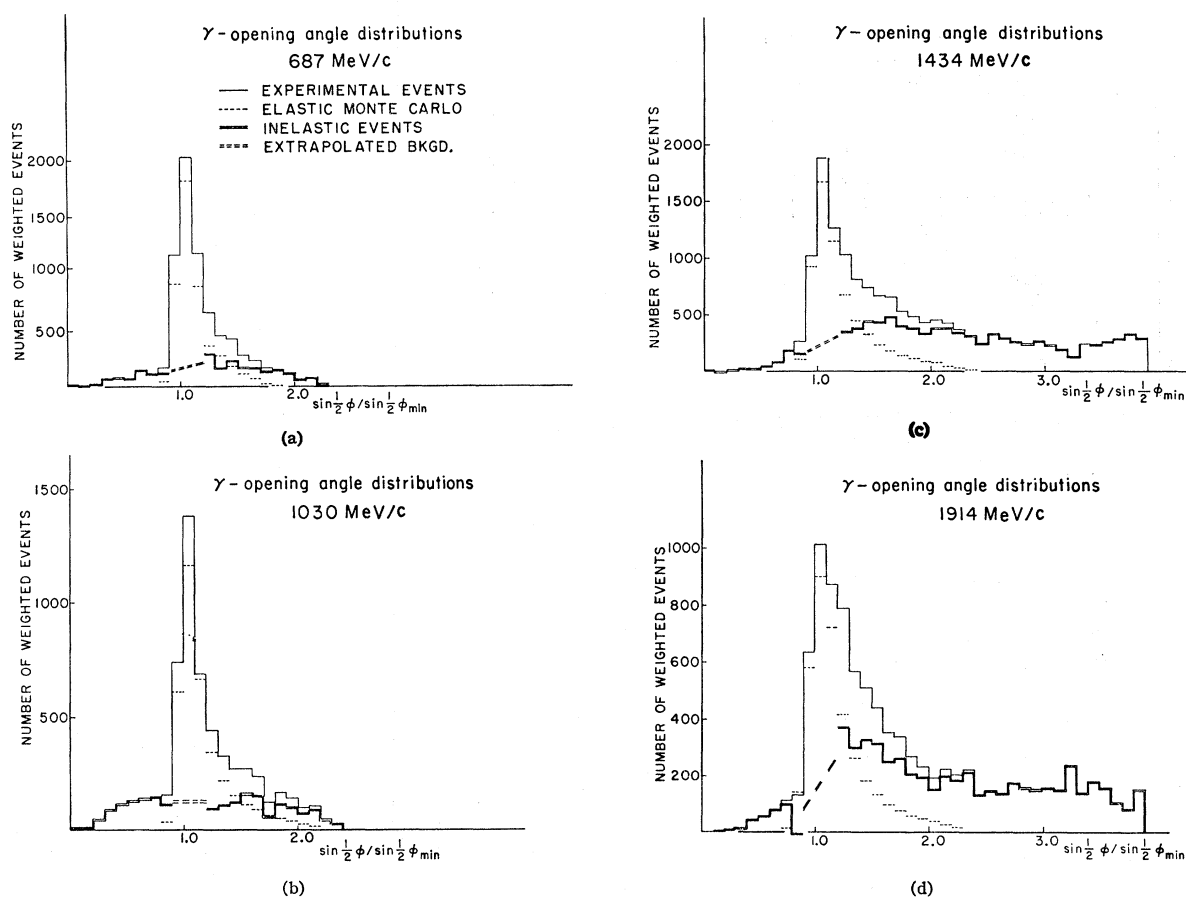 γ - opening angle distributions
687 MeV/c
EXPERIMENTAL EVENTS
ELASTIC MONTE CARLO
INELASTIC EVENTS
EXTRAPOLATED BKGD.
NUMBER OF WEIGHTED EVENTS
2000
1500
1000
500
1.0
2.0
sin ½ φ/sin ½ φ min
(a)
γ - opening angle distributions
1434 MeV/c
NUMBER OF WEIGHTED EVENTS
2000
1500
1000
500
1.0
2.0
3.0
sin ½ φ/sin ½ φ min
(c)
γ - opening angle distributions
1030 MeV/c
NUMBER OF WEIGHTED EVENTS
1500
1000
500
1.0
2.0
sin ½ φ/sin ½ φ min
(b)
γ - opening angle distributions
1914 MeV/c
NUMBER OF WEIGHTED EVENTS
1000
800
600
400
200
1.0
2.0
3.0
sin ½ φ/sin ½ φ min
(d)